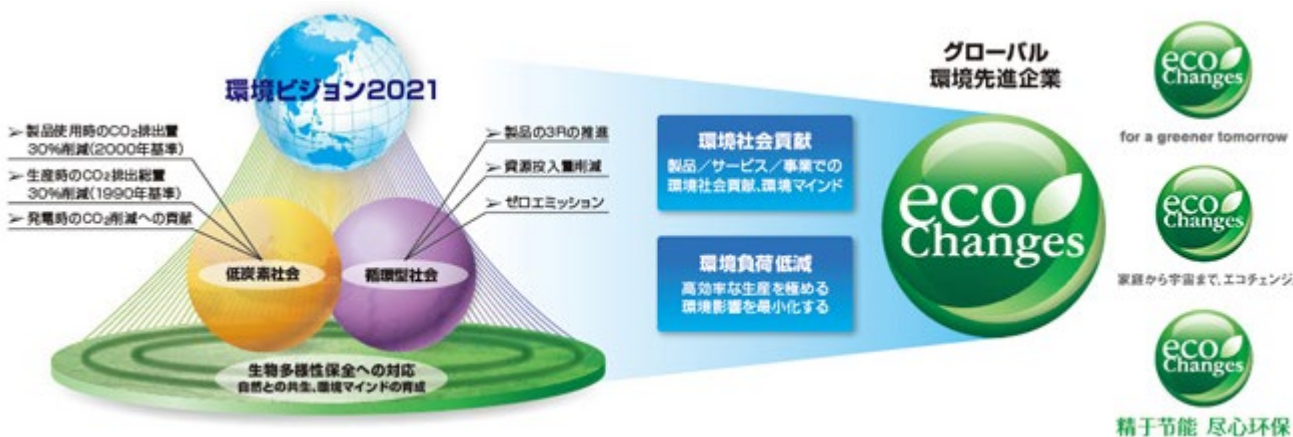 環境ビジョン2021
➢ 製品使用時のCO₂排出量
30%削減(2000年基準)
➢ 生産時のCO₂排出総量
30%削減(1990年基準)
➢ 発電時のCO₂削減への貢献
➢ 製品の3Rの推進
➢ 資源投入量削減
➢ ゼロエミッション
低炭素社会
循環型社会
生物多様性保全への対応
自然との共生、環境マインドの育成
環境社会貢献
製品／サービス／事業での
環境社会貢献、環境マインド
環境負荷低減
高効率な生産を極める
環境影響を最小化する
グローバル
環境先進企業
eco
Changes
eco
Changes
for a greener tomorrow
eco
Changes
家庭から宇宙まで、エコチェンジ
eco
Changes
精于节能 尽心环保